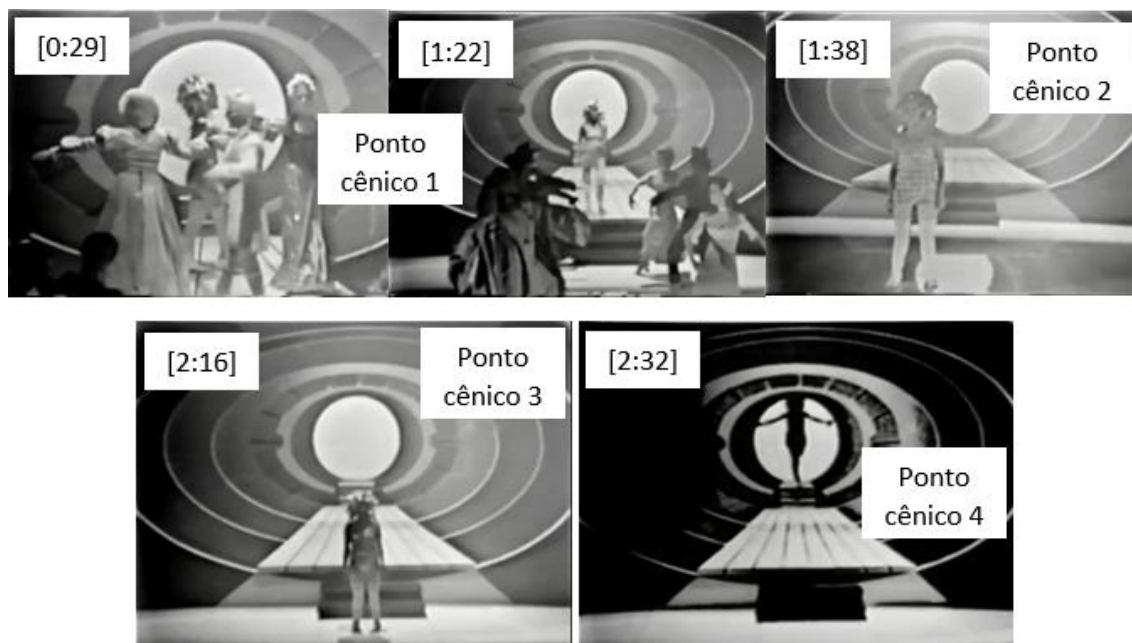 [0:29]
Ponto
cênico 1
[1:22]
[1:38]
Ponto
cênico 2
[2:16]
Ponto
cênico 3
[2:32]
Ponto
cênico 4